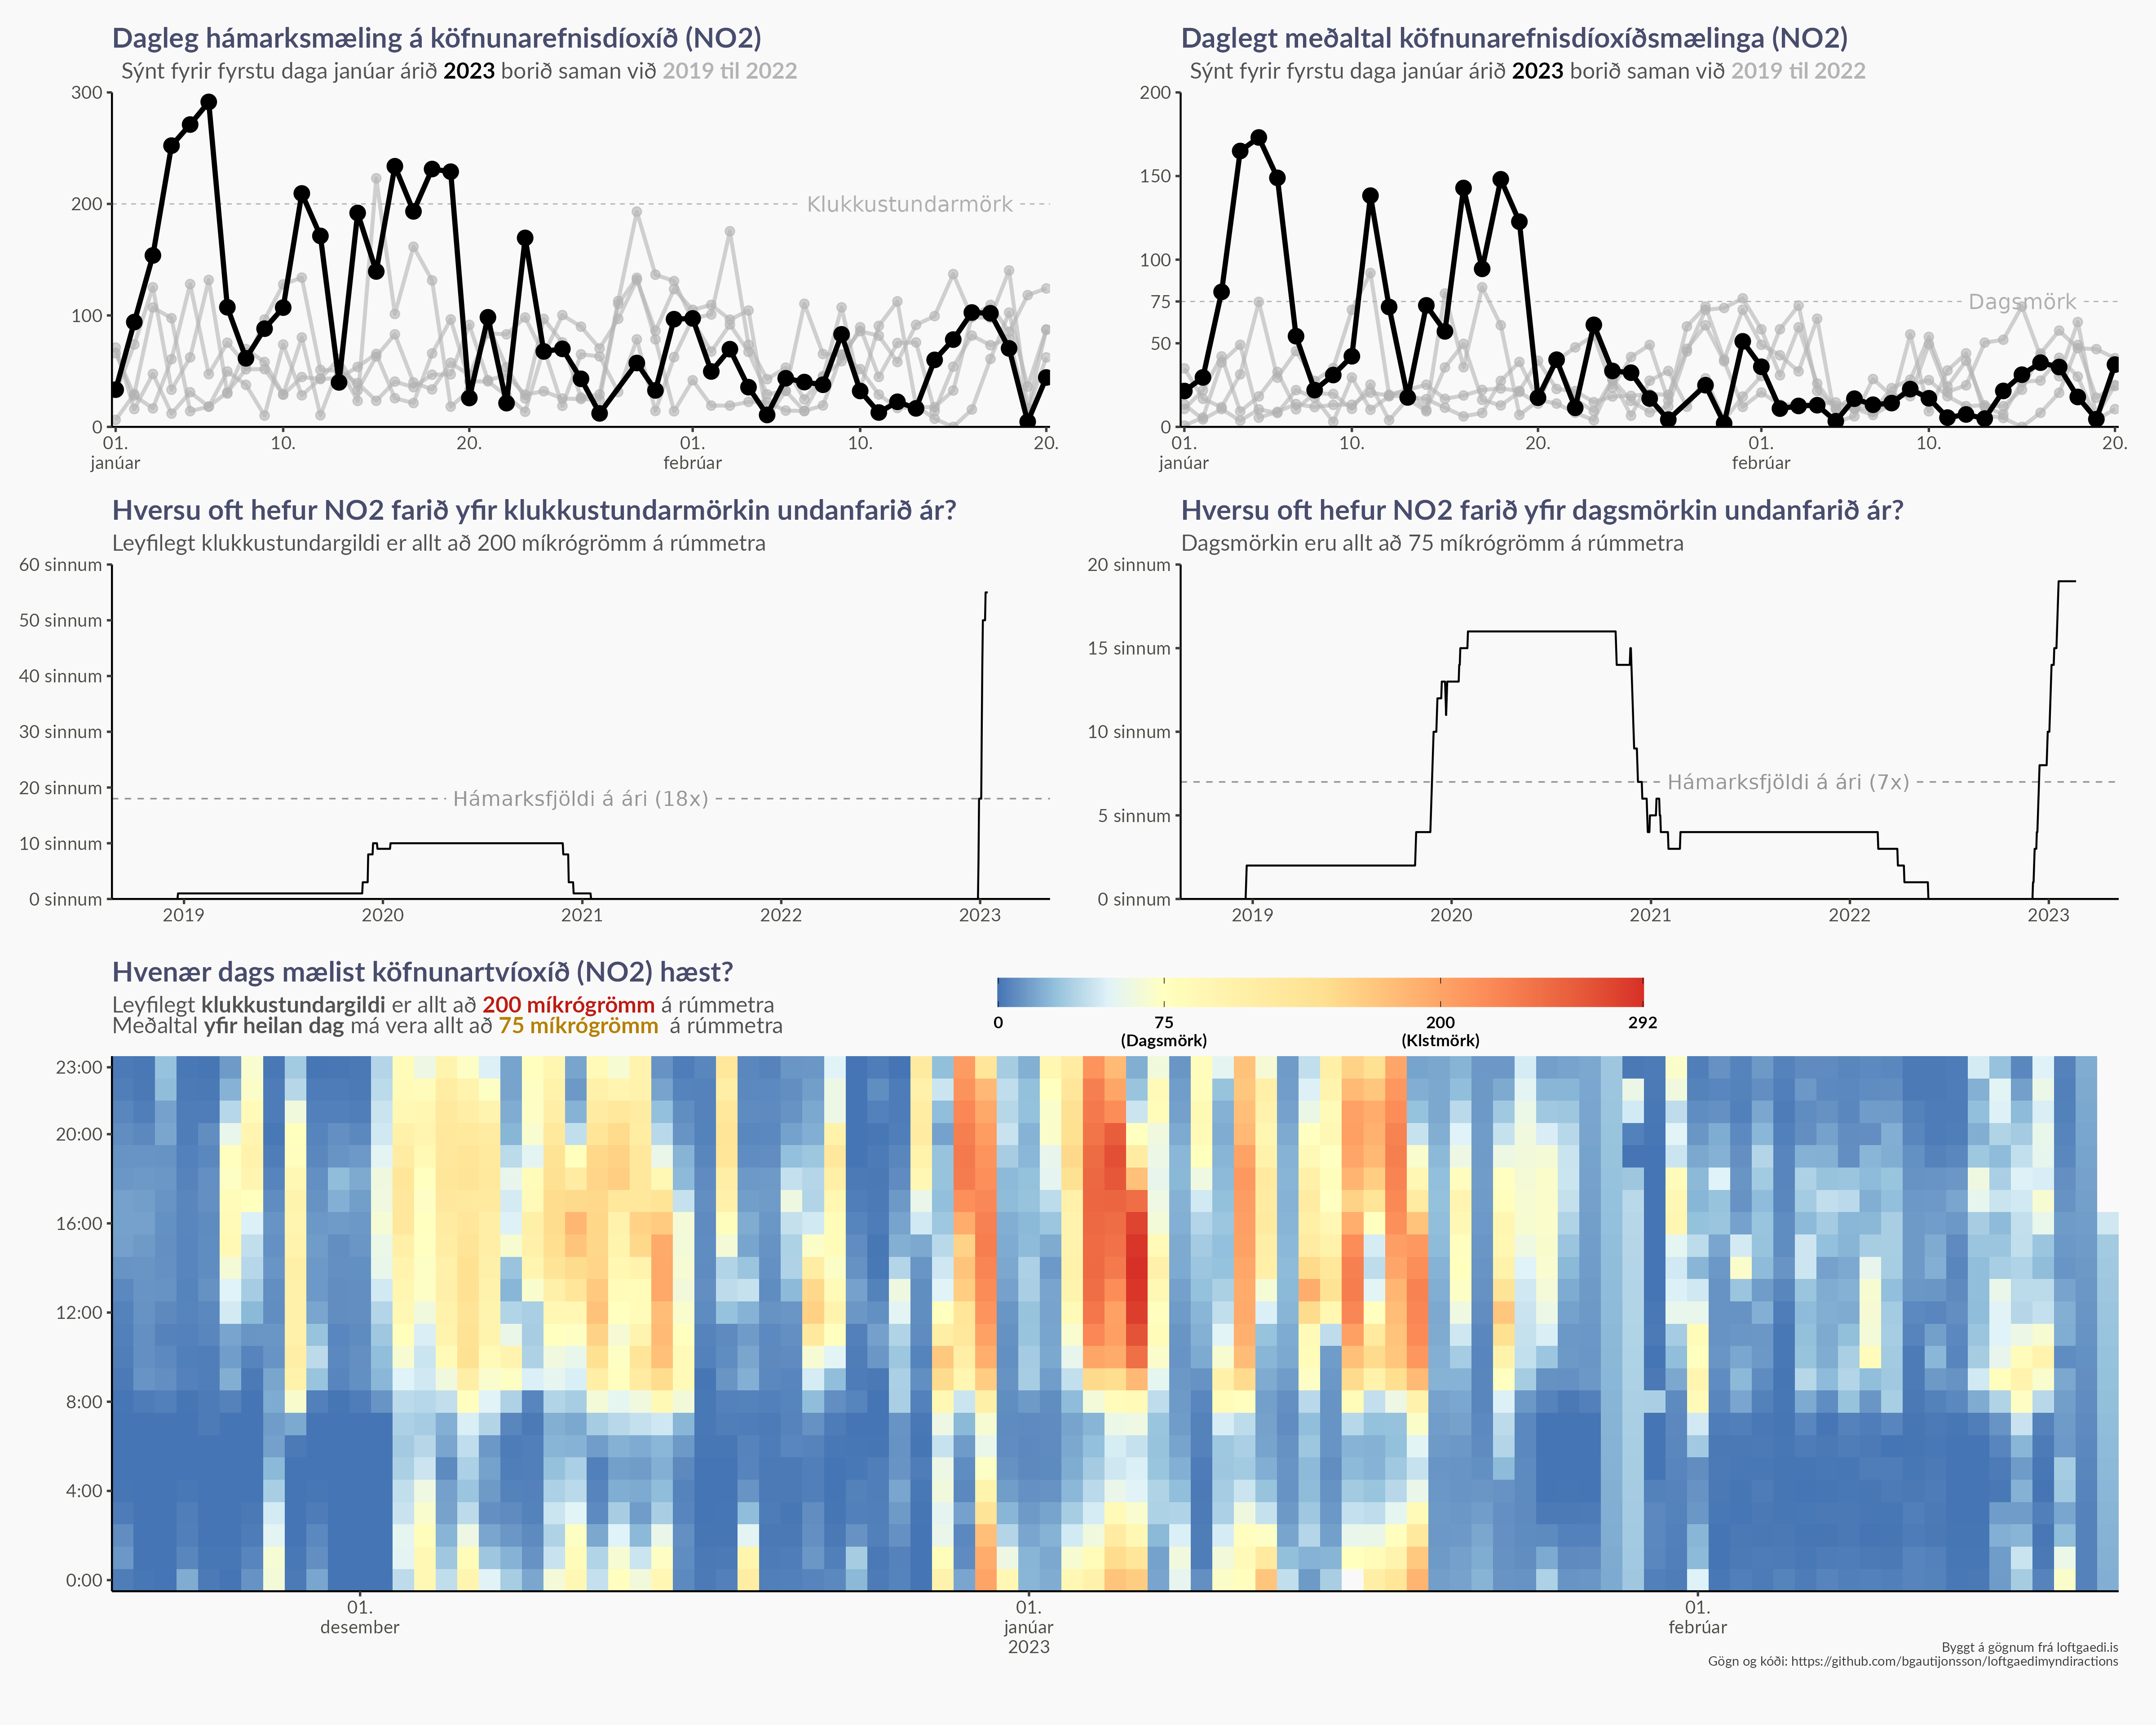 Dagleg hámarksmæling á köfnunarefnisdíoxíð (NO2)
Sýnt fyrir fyrstu daga janúar árið 2023 borið saman við 2019 til 2022
300
200
100
0
Klukkustundarmörk
01. 10. 20. 01. 10. 20.
janúar febrúar
Daglegt meðaltal köfnunarefnisdíoxíðsmælinga (NO2)
Sýnt fyrir fyrstu daga janúar árið 2023 borið saman við 2019 til 2022
200
150
100
75
50
0
Dagsmörk
01. 10. 20. 01. 10. 20.
janúar febrúar
Hversu oft hefur NO2 farið yfir klukkustundarmörkin undanfarið ár?
Leyfilegt klukkustundargildi er allt að 200 míkrógrömm á rúmmetra
60 sinnum
50 sinnum
40 sinnum
30 sinnum
20 sinnum
10 sinnum
0 sinnum
Hámarksfjöldi á ári (18x)
2019 2020 2021 2022 2023
Hversu oft hefur NO2 farið yfir dagsmörkin undanfarið ár?
Dagsmörkin eru allt að 75 míkrógrömm á rúmmetra
20 sinnum
15 sinnum
10 sinnum
5 sinnum
0 sinnum
Hámarksfjöldi á ári (7x)
2019 2020 2021 2022 2023
Hvenær dags mælist köfnunartvíoxíð (NO2) hæst?
Leyfilegt klukkustundargildi er allt að 200 míkrógrömm á rúmmetra
Meðaltal yfir heilan dag má vera allt að 75 míkrógrömm á rúmmetra
0 75 200 292
(Dagsmörk) (Klstmörk)
23:00
20:00
16:00
12:00
8:00
4:00
0:00
01. 01. 01.
desember janúar febrúar
2023
Byggt á gögnum frá loftgaedi.is
Gögn og kóði: https://github.com/bgautijonsson/loftgaedimyndiractions